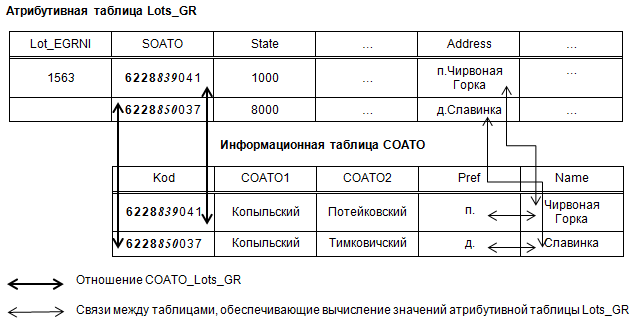 Атрибутивная таблица Lots_GR
Lot_EGRNI SOATO State ... Address ...
1563 6228839041 1000 ... п.Чирвоная Горка ...
6228850037 8000 ... д.Славинка ...
Информационная таблица СОАТО
Kod СОАТО1 СОАТО2 Pref Name
6228839041 Копыльский Потейковский п. Чирвоная Горка
6228850037 Копыльский Тимковичский д. Славинка
Отношение СОАТО_Lots_GR
Связи между таблицами, обеспечивающие вычисление значений атрибутивной таблицы Lots_GR